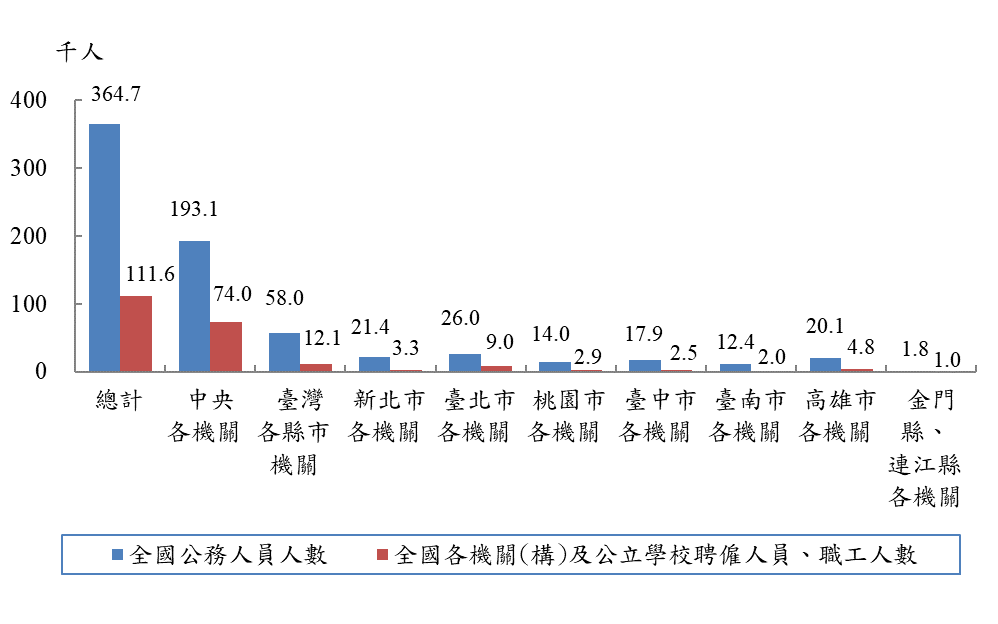 千人
400
300
200
100
0
364.7
111.6
193.1
74.0
58.0
12.1
21.4
3.3
26.0
9.0
14.0
2.9
17.9
2.5
12.4
2.0
20.1
4.8
1.8
1.0
總計
中央
各機關
臺灣
各縣市
機關
新北市
各機關
臺北市
各機關
桃園市
各機關
臺中市
各機關
臺南市
各機關
高雄市
各機關
金門
縣、
連江縣
各機關
全國公務人員人數
全國各機關(構)及公立學校聘僱人員、職工人數